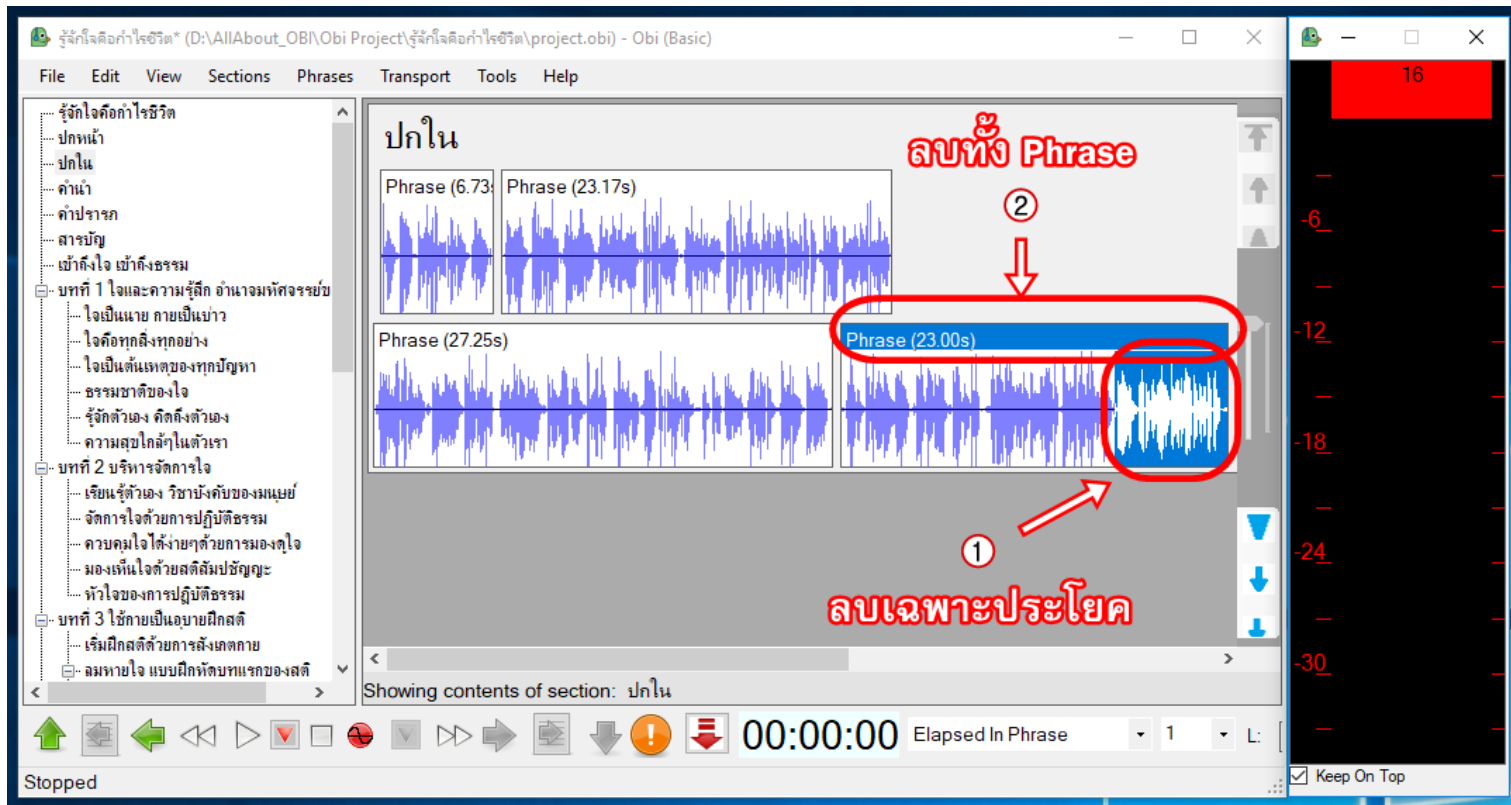 รู้จักใจคือกำไรชีวิต* (D:\AllAbout_OBI\Obi Project\รู้จักใจคือกำไรชีวิต\project.obi) - Obi (Basic)
File Edit View Sections Phrases Transport Tools Help
รู้จักใจคือกำไรชีวิต
ปกหน้า
ปกใน
คำนำ
คำปรารภ
สารบัญ
เข้าถึงใจ เข้าถึงธรรม
บทที่ 1 ใจและความรู้สึก อำนาจมหัศจรรย์ข
ใจเป็นนาย กายเป็นบ่าว
ใจคือทุกสิ่งทุกอย่าง
ใจเป็นต้นเหตุของทุกปัญหา
ธรรมชาติของใจ
รู้จักตัวเอง คิดถึงตัวเอง
ความสุขใกล้ๆในตัวเรา
บทที่ 2 บริหารจัดการใจ
เรียนรู้ตัวเอง วิชาบังคับของมนุษย์
จัดการใจด้วยการปฏิบัติธรรม
ควบคุมใจได้ง่ายๆด้วยการมองดูใจ
มองเห็นใจด้วยสติสัมปชัญญะ
หัวใจของการปฏิบัติธรรม
บทที่ 3 ใช้กายเป็นอุบายฝึกสติ
เริ่มฝึกสติด้วยการสังเกตกาย
ลมหายใจ แบบฝึกหัดบทแรกของสติ
ปกใน
ลบทั้ง Phrase
②
Phrase (6.73s
Phrase (23.17s)
Phrase (27.25s)
Phrase (23.00s)
①
ลบเฉพาะประโยค
Showing contents of section: ปกใน
00:00:00
Elapsed In Phrase
1
L:
Stopped
16
-6
-12
-18
-24
-30
Keep On Top